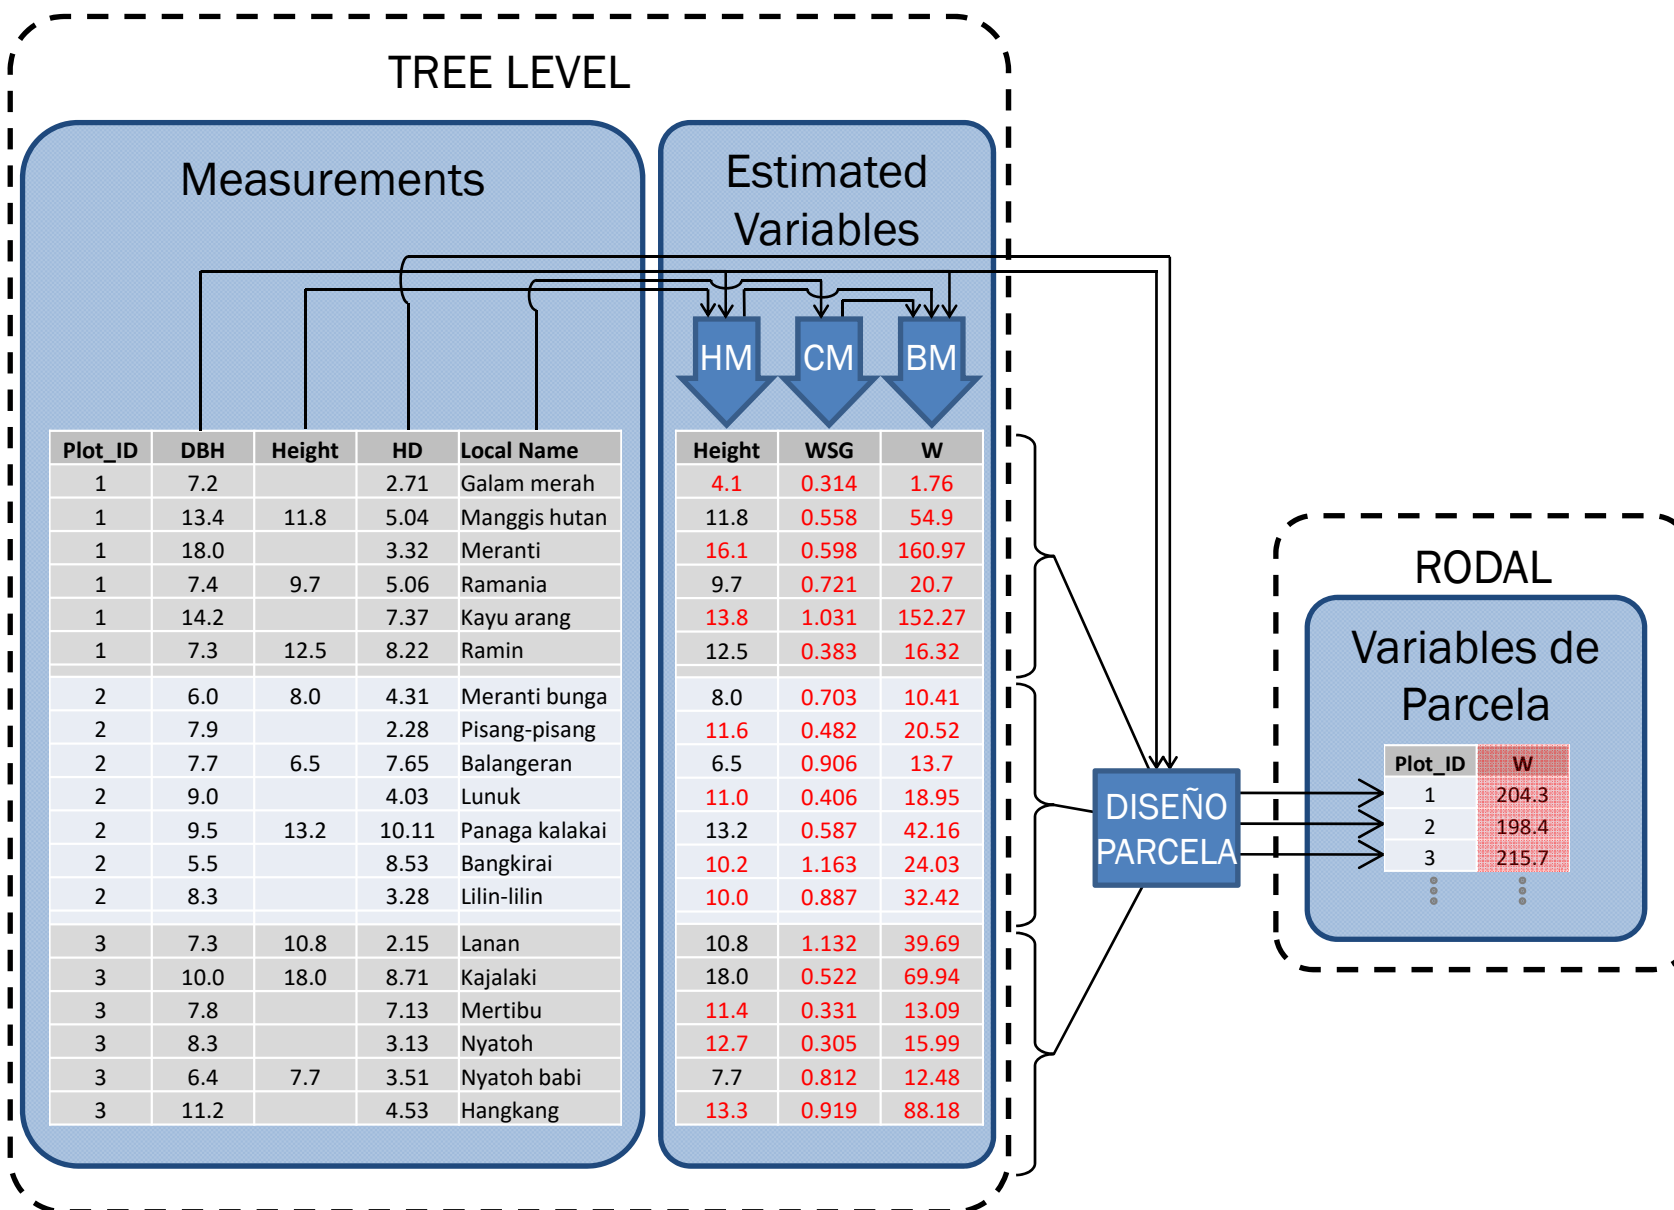 TREE LEVEL
Measurements
Estimated
Variables
HM CM BM
Plot_ID DBH Height HD Local Name Height WSG W
1 7.2 2.71 Galam merah 4.1 0.314 1.76
1 13.4 11.8 5.04 Manggis hutan 11.8 0.558 54.9
1 18.0 3.32 Meranti 16.1 0.598 160.97
1 7.4 9.7 5.06 Ramania 9.7 0.721 20.7
1 14.2 7.37 Kayu arang 13.8 1.031 152.27
1 7.3 12.5 8.22 Ramin 12.5 0.383 16.32
2 6.0 8.0 4.31 Meranti bunga 8.0 0.703 10.41
2 7.9 2.28 Pisang-pisang 11.6 0.482 20.52
2 7.7 6.5 7.65 Balangeran 6.5 0.906 13.7
2 9.0 4.03 Lunuk 11.0 0.406 18.95
2 9.5 13.2 10.11 Panaga kalakai 13.2 0.587 42.16
2 5.5 8.53 Bangkirai 10.2 1.163 24.03
2 8.3 3.28 Lilin-lilin 10.0 0.887 32.42
3 7.3 10.8 2.15 Lanan 10.8 1.132 39.69
3 10.0 18.0 8.71 Kajalaki 18.0 0.522 69.94
3 7.8 7.13 Mertibu 11.4 0.331 13.09
3 8.3 3.13 Nyatoh 12.7 0.305 15.99
3 6.4 7.7 3.51 Nyatoh babi 7.7 0.812 12.48
3 11.2 4.53 Hangkang 13.3 0.919 88.18
DISEÑO
PARCELA
RODAL
Variables de
Parcela
Plot_ID W
1 204.3
2 198.4
3 215.7